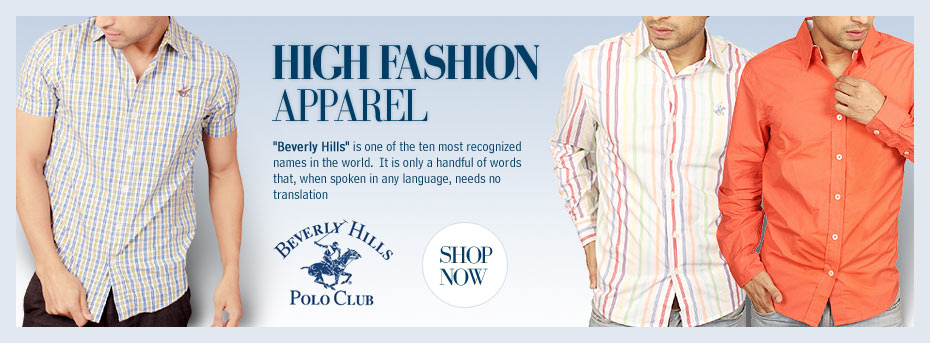 HIGH FASHION
APPAREL
"Beverly Hills" is one of the ten most recognized
names in the world.  It is only a handful of words
that, when spoken in any language, needs no
translation
BEVERLY HILLS
POLO CLUB
SHOP
NOW